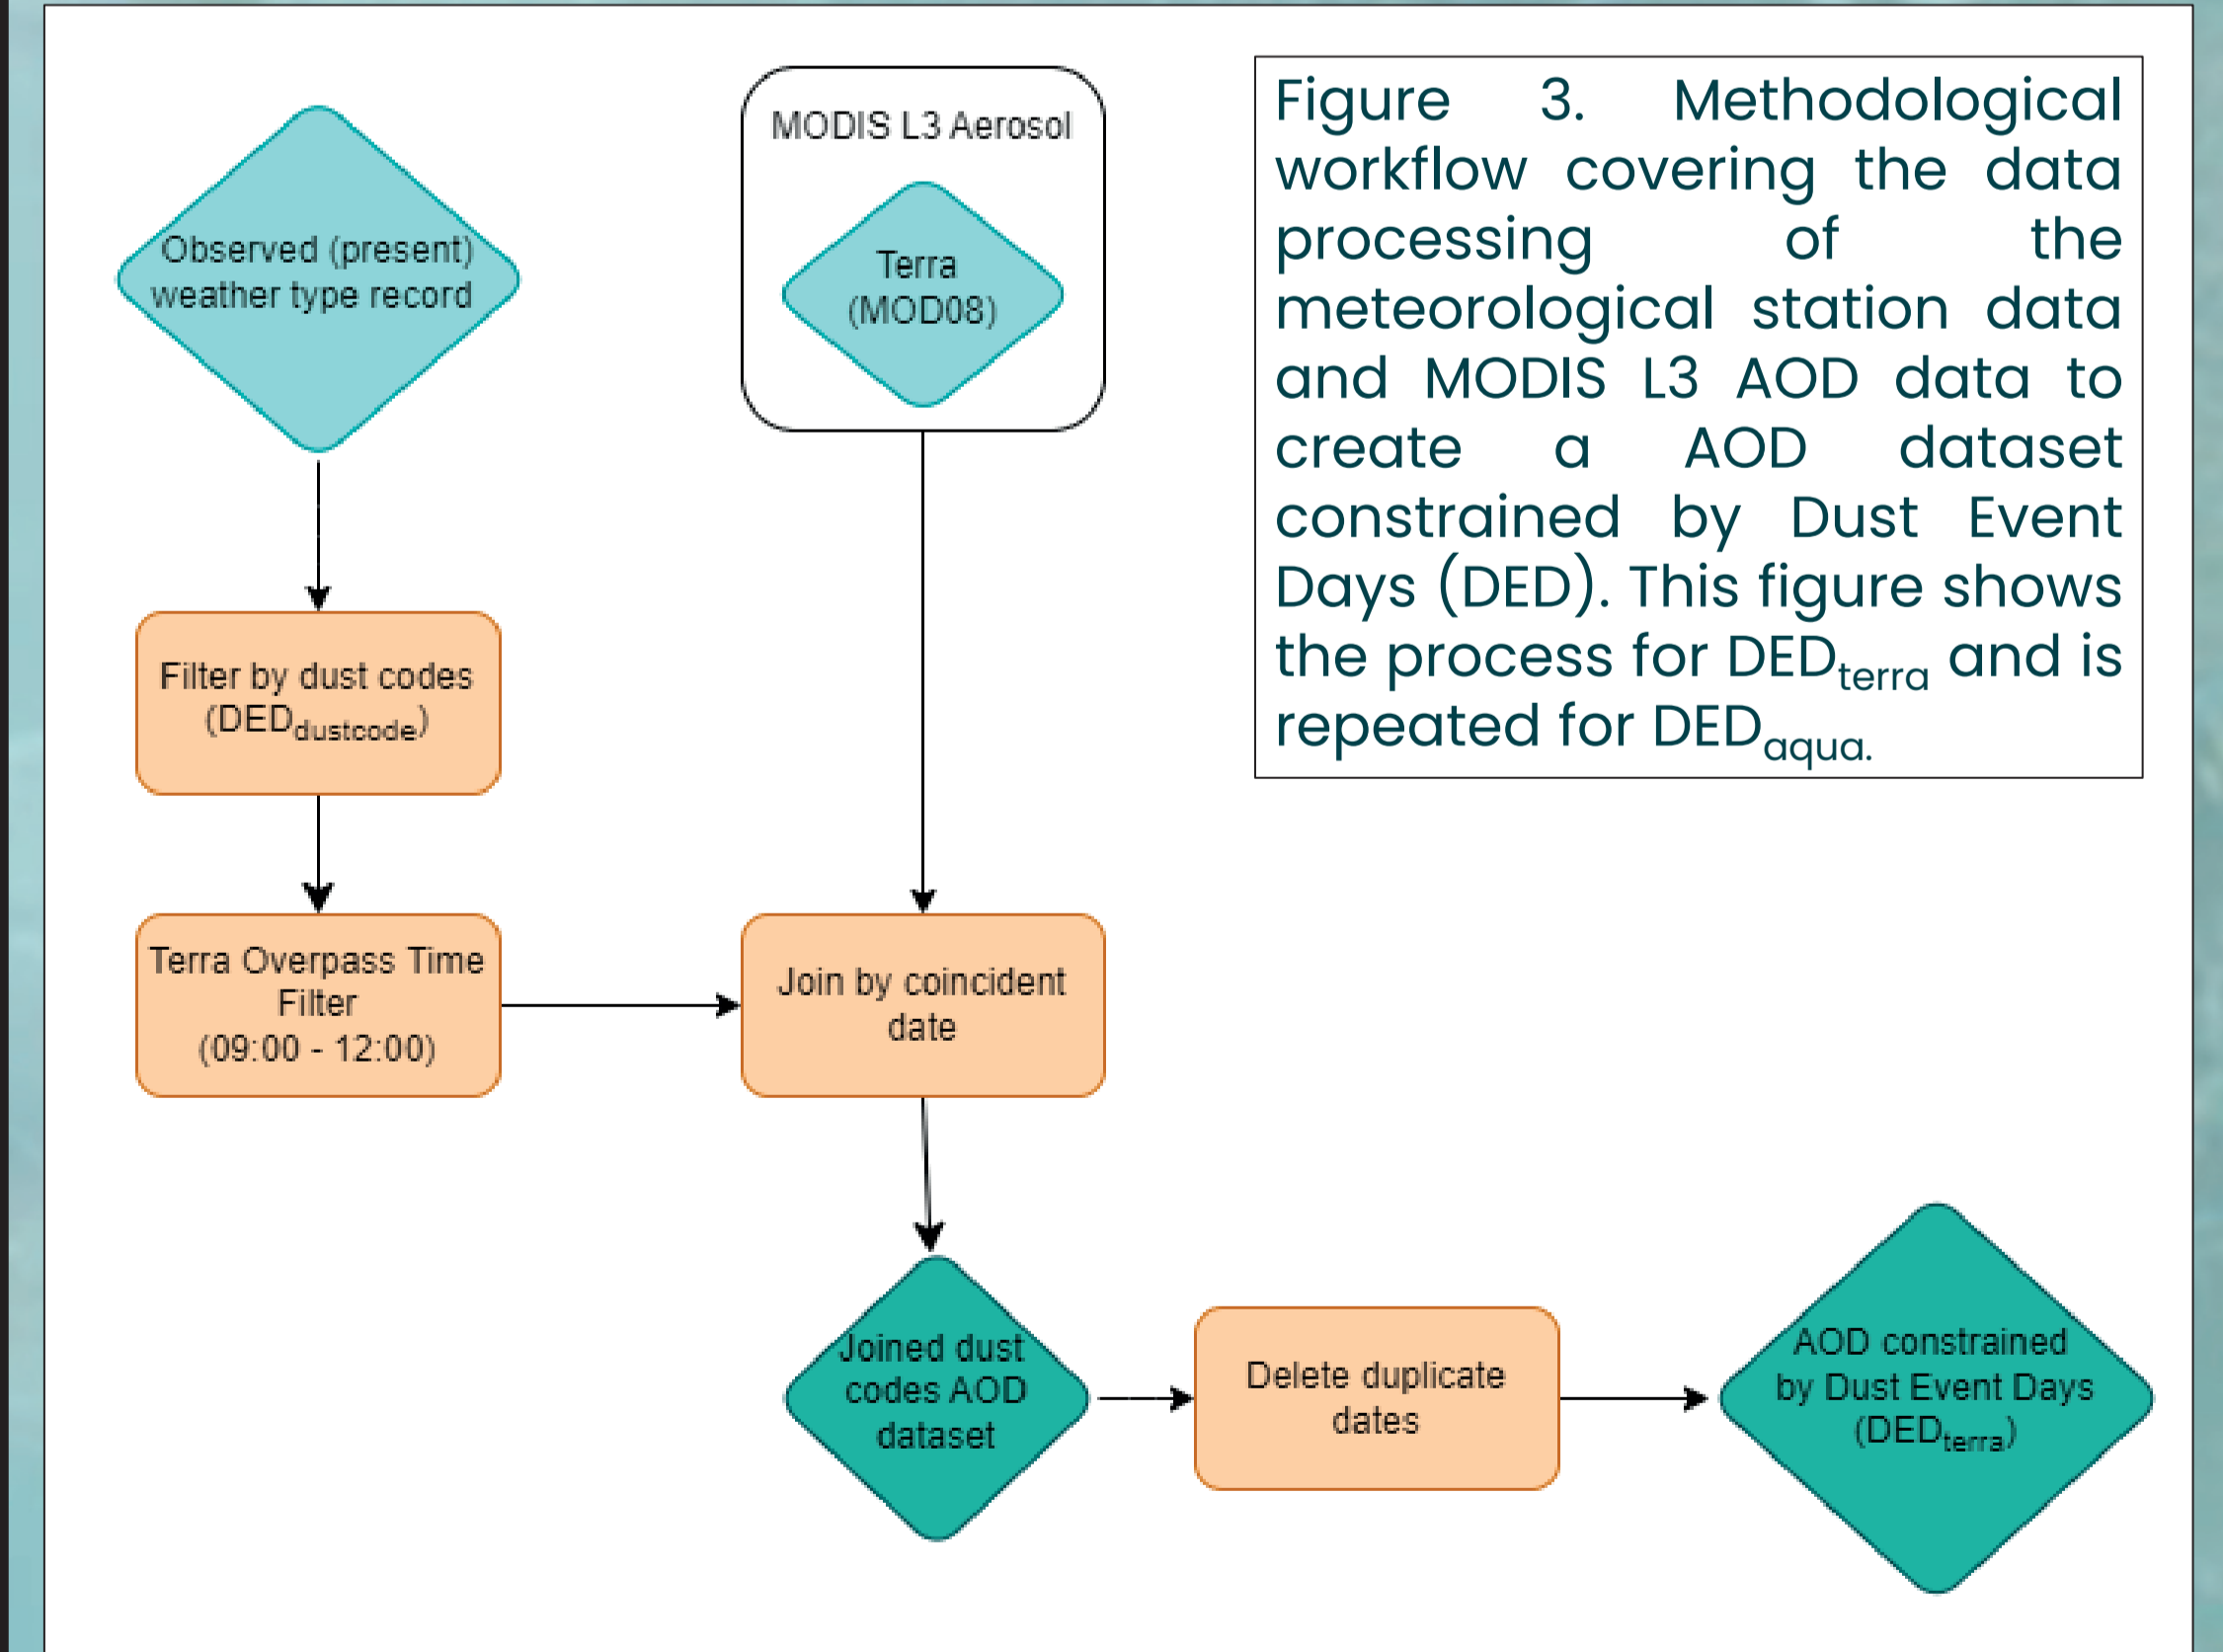 Observed (present)
weather type record
MODIS L3 Aerosol
Terra
(MOD08)
Figure 3. Methodological
workflow covering the data
processing of the
meteorological station data
and MODIS L3 AOD data to
create a AOD dataset
constrained by Dust Event
Days (DED). This figure shows
the process for DEDterra and is
repeated for DEDaqua.
Filter by dust codes
(DEDdustcode)
Terra Overpass Time
Filter
(09:00 - 12:00)
Join by coincident
date
Joined dust
codes AOD
dataset
Delete duplicate
dates
AOD constrained
by Dust Event Days
(DEDterra)